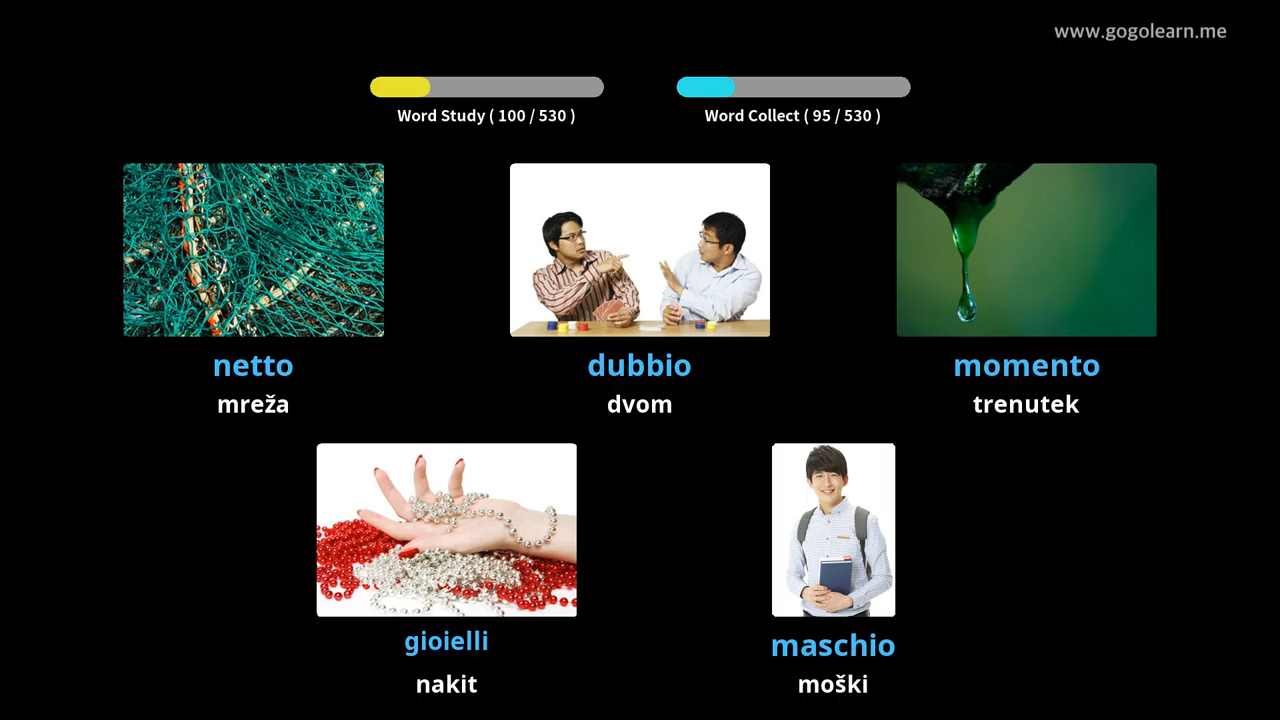 www.gogolearn.me
Word Study ( 100 / 530 )
Word Collect ( 95 / 530 )
netto
mreža
dubbio
dvom
momento
trenutek
gioielli
nakit
maschio
moški